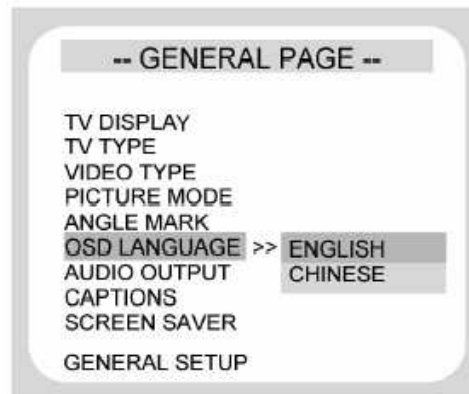 -- GENERAL PAGE --
TV DISPLAY
TV TYPE
VIDEO TYPE
PICTURE MODE
ANGLE MARK
OSD LANGUAGE >> ENGLISH
AUDIO OUTPUT CHINESE
CAPTIONS
SCREEN SAVER
GENERAL SETUP